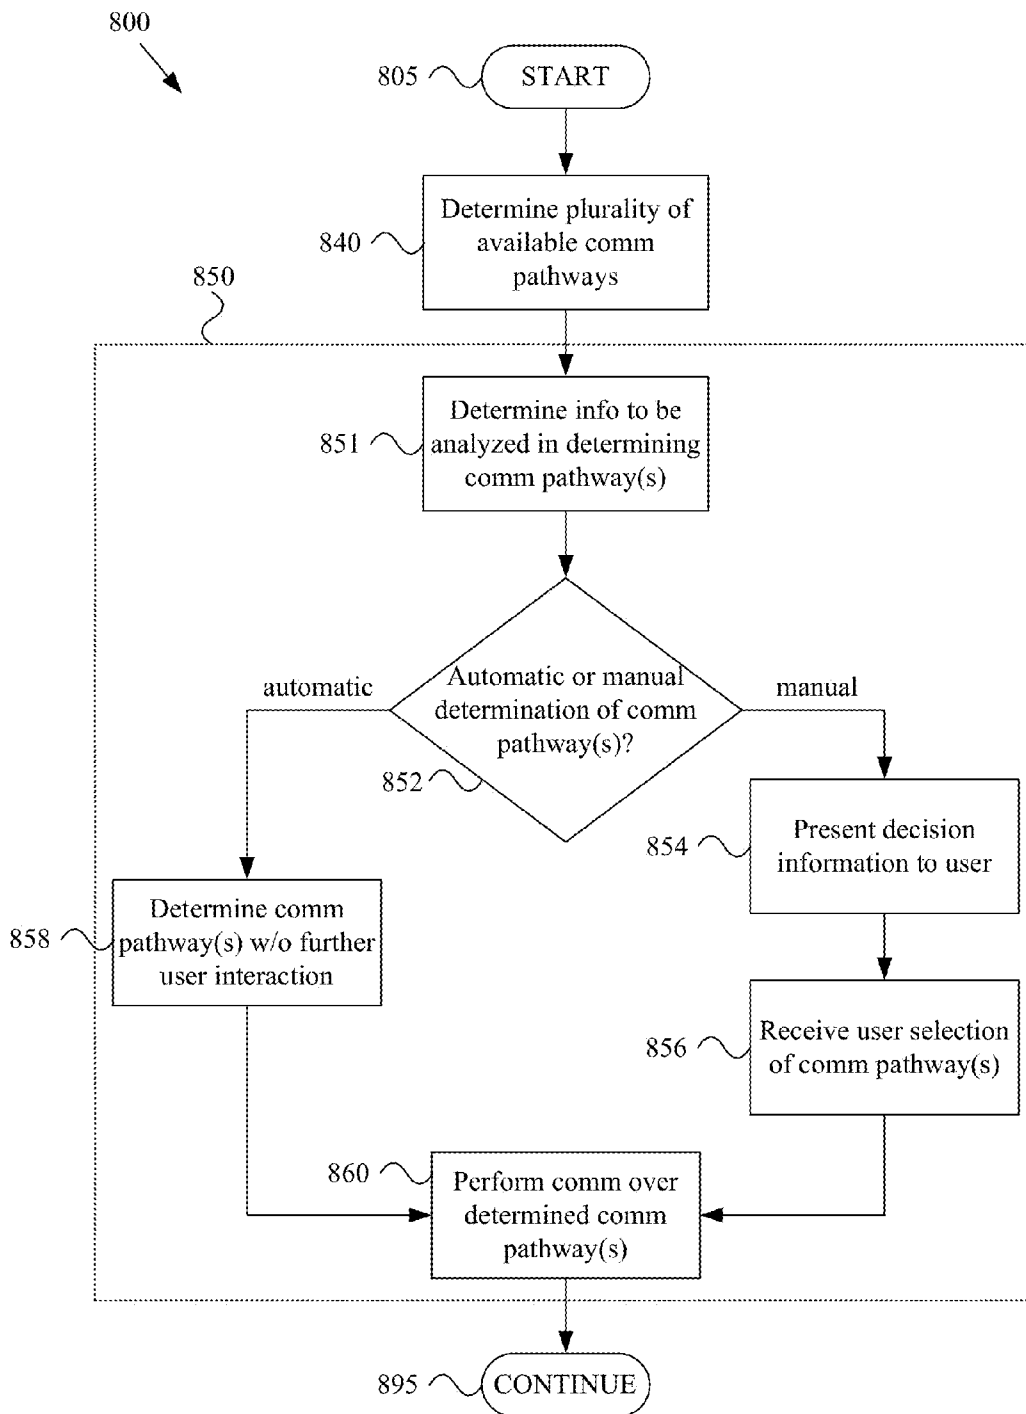 800
805
START
840
Determine plurality of
available comm
pathways
850
851
Determine info to be
analyzed in determining
comm pathway(s)
automatic
manual
Automatic or manual
determination of comm
pathway(s)?
852
854
Present decision
information to user
858
Determine comm
pathway(s) w/o further
user interaction
856
Receive user selection
of comm pathway(s)
860
Perform comm over
determined comm
pathway(s)
895
CONTINUE